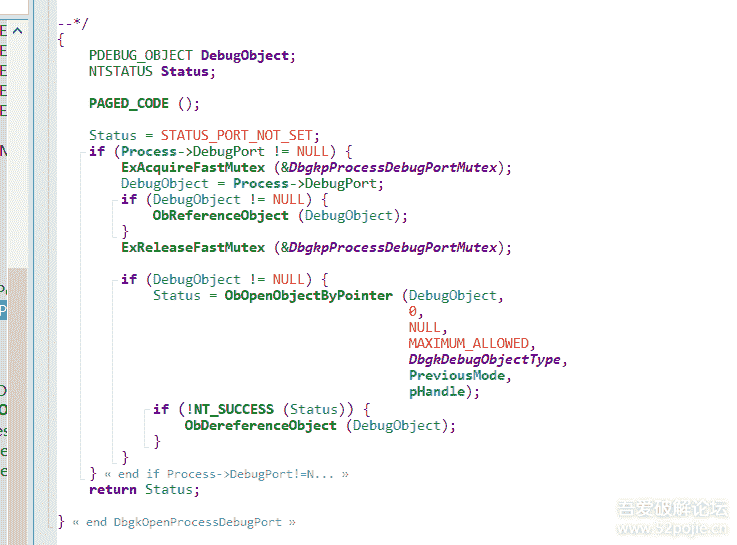 --*/
{
PDEBUG_OBJECT DebugObject;
NTSTATUS Status;
PAGED_CODE ();
Status = STATUS_PORT_NOT_SET;
if (Process->DebugPort != NULL) {
ExAcquireFastMutex (&DbgkpProcessDebugPortMutex);
DebugObject = Process->DebugPort;
if (DebugObject != NULL) {
ObReferenceObject (DebugObject);
}
ExReleaseFastMutex (&DbgkpProcessDebugPortMutex);
if (DebugObject != NULL) {
Status = ObOpenObjectByPointer (DebugObject,
0,
NULL,
MAXIMUM_ALLOWED,
DbgkDebugObjectType,
PreviousMode,
pHandle);
if (!NT_SUCCESS (Status)) {
ObDereferenceObject (DebugObject);
}
}
} « end if Process->DebugPort!=N... »
return Status;
} « end DbgkOpenProcessDebugPort »
吾爱破解论坛
www.52pojie.cn